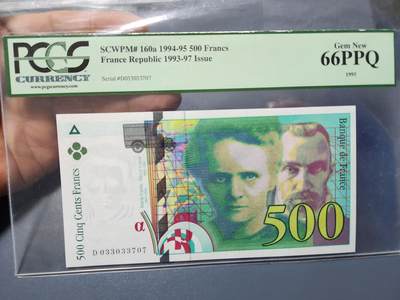 PCGS
CURRENCY
www.pcgscurrency.com
SCWPM# 160a 1994-95 500 Francs
France Republic 1993-97 Issue
Serial#D033033707
Gem New
66PPQ
1995
500 Cinq Cents Francs
Banque de France
α
500
D 033033707